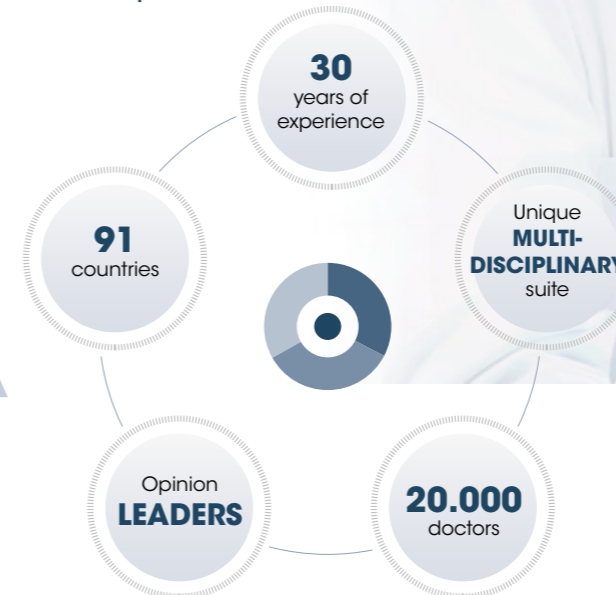 30
years of
experience
91
countries
Unique
MULTI-
DISCIPLINARY
suite
Opinion
LEADERS
20.000
doctors